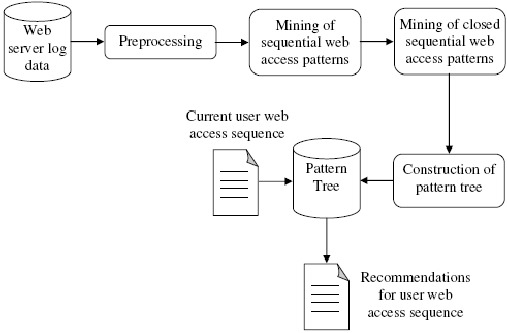 Web
server log
data
Preprocessing
Mining of
sequential web
access patterns
Mining of closed
sequential web
access patterns
Current user web
access sequence
Pattern
Tree
Construction of
pattern tree
Recommendations
for user web
access sequence